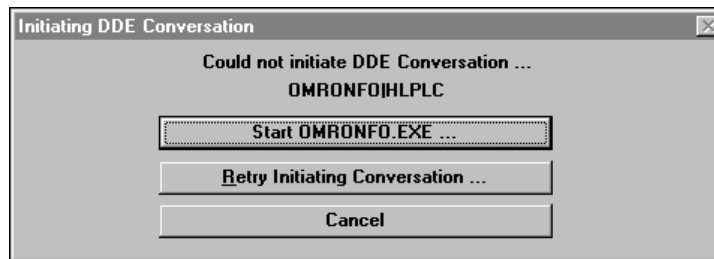 Initiating DDE Conversation
Could not initiate DDE Conversation ...
OMRONFO|HLPLC
Start OMRONFO.EXE ...
Retry Initiating Conversation ...
Cancel